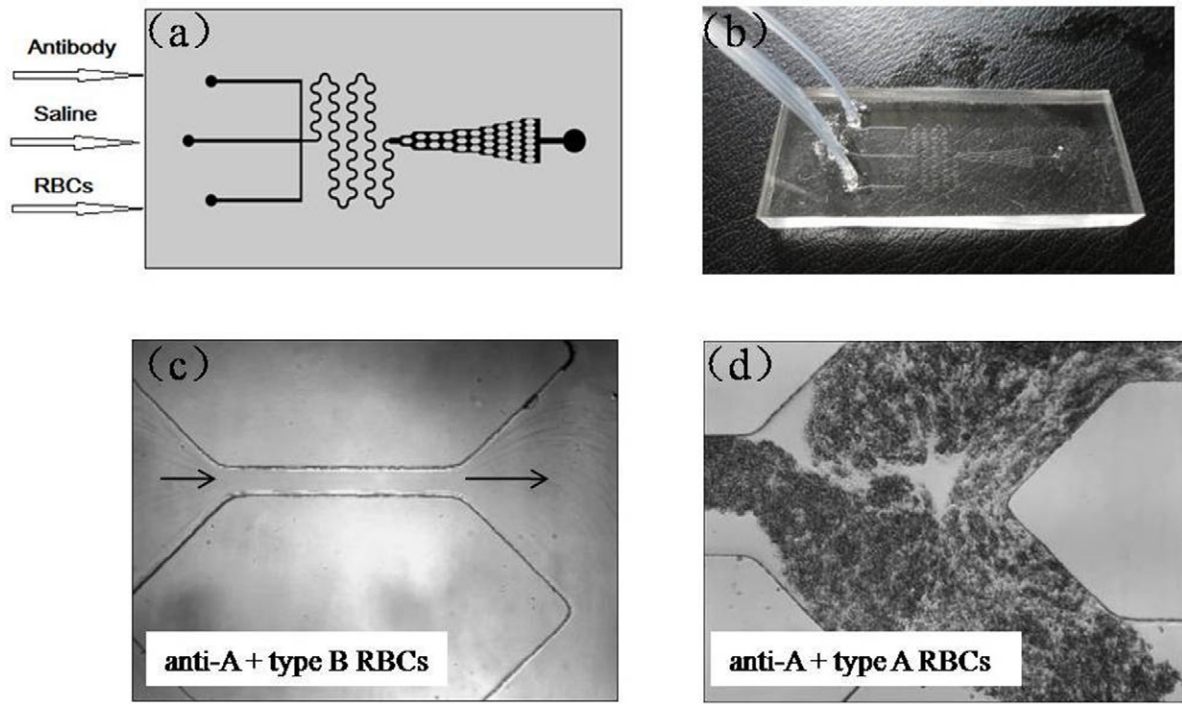 (a)
Antibody
Saline
RBCs
(b)
(c)
anti-A + type B RBCs
(d)
anti-A + type A RBCs